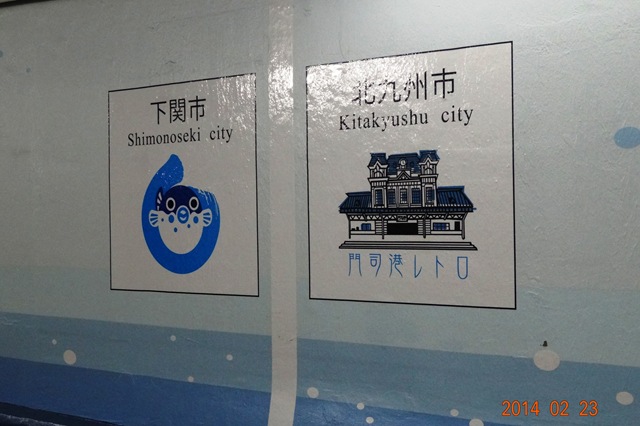 下関市
Shimonoseki city
北九州市
Kitakyushu city
門司港レトロ
2014 02 23